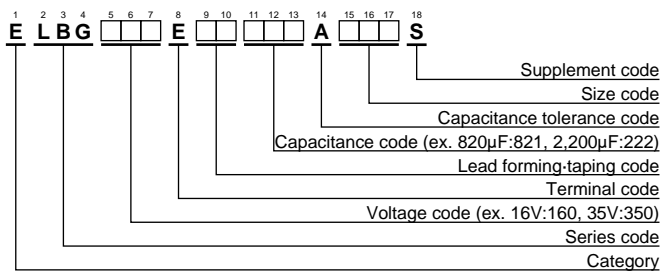 1 2 3 4 5 6 7 8 9 10 11 12 13 14 15 16 17 18
E L B G E A S
Supplement code
Size code
Capacitance tolerance code
Capacitance code (ex. 820μF:821, 2,200μF:222)
Lead forming·taping code
Terminal code
Voltage code (ex. 16V:160, 35V:350)
Series code
Category